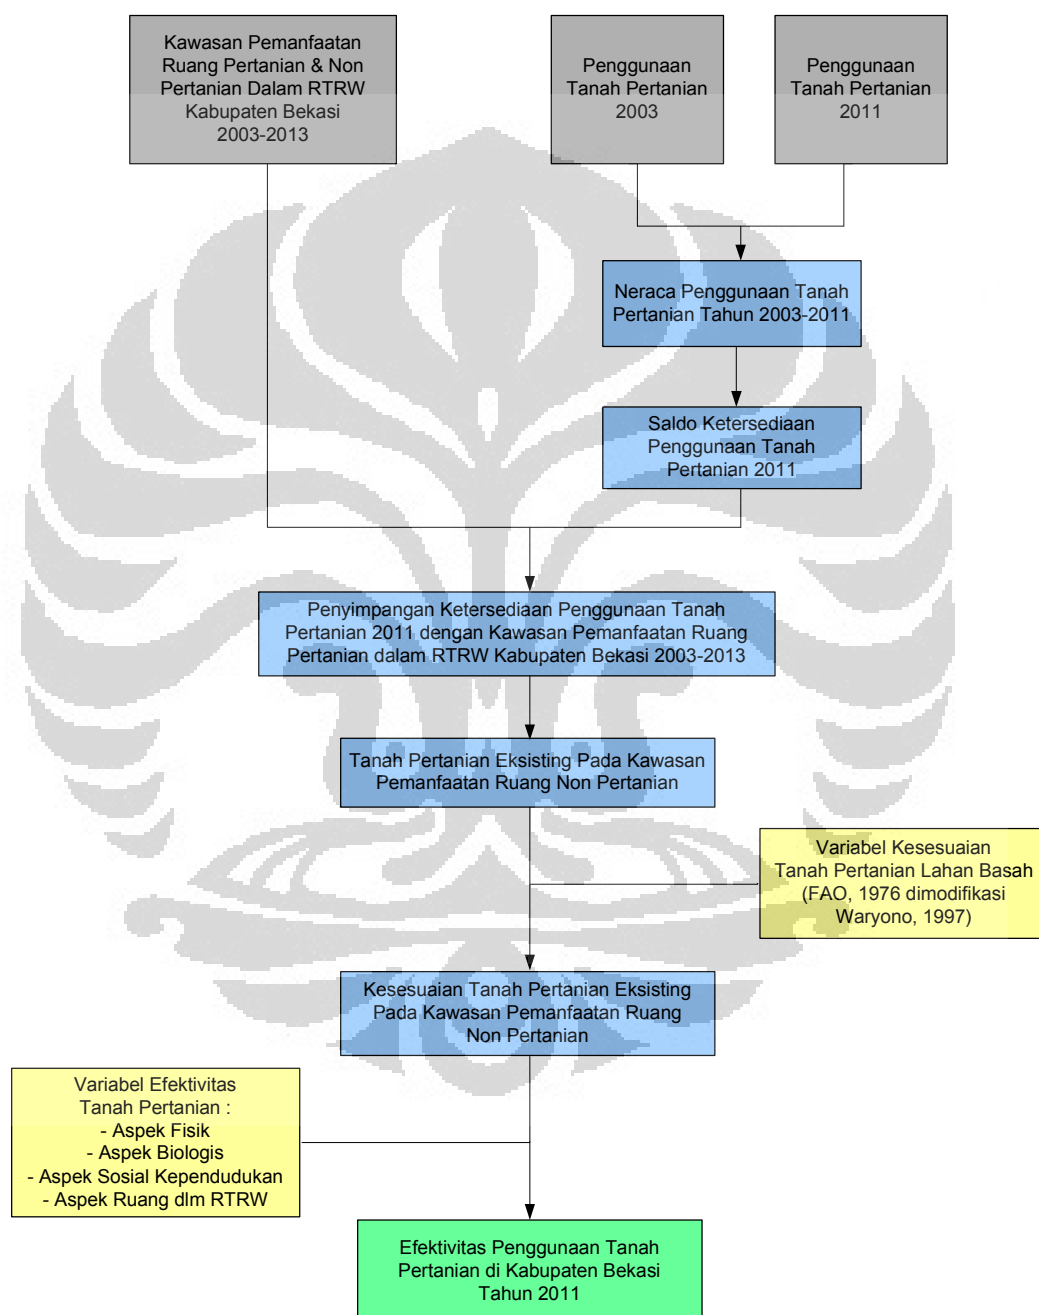 Kawasan Pemanfaatan
Ruang Pertanian & Non
Pertanian Dalam RTRW
Kabupaten Bekasi
2003-2013
Penggunaan
Tanah Pertanian
2003
Penggunaan
Tanah Pertanian
2011
Neraca Penggunaan Tanah
Pertanian Tahun 2003-2011
Saldo Ketersediaan
Penggunaan Tanah
Pertanian 2011
Penyimpangan Ketersediaan Penggunaan Tanah
Pertanian 2011 dengan Kawasan Pemanfaatan Ruang
Pertanian dalam RTRW Kabupaten Bekasi 2003-2013
Tanah Pertanian Eksisting Pada Kawasan
Pemanfaatan Ruang Non Pertanian
Variabel Kesesuaian
Tanah Pertanian Lahan Basah
(FAO, 1976 dimodifikasi
Waryono, 1997)
Kesesuaian Tanah Pertanian Eksisting
Pada Kawasan Pemanfaatan Ruang
Non Pertanian
Variabel Efektivitas
Tanah Pertanian :
- Aspek Fisik
- Aspek Biologis
- Aspek Sosial Kependudukan
- Aspek Ruang dlm RTRW
Efektivitas Penggunaan Tanah
Pertanian di Kabupaten Bekasi
Tahun 2011